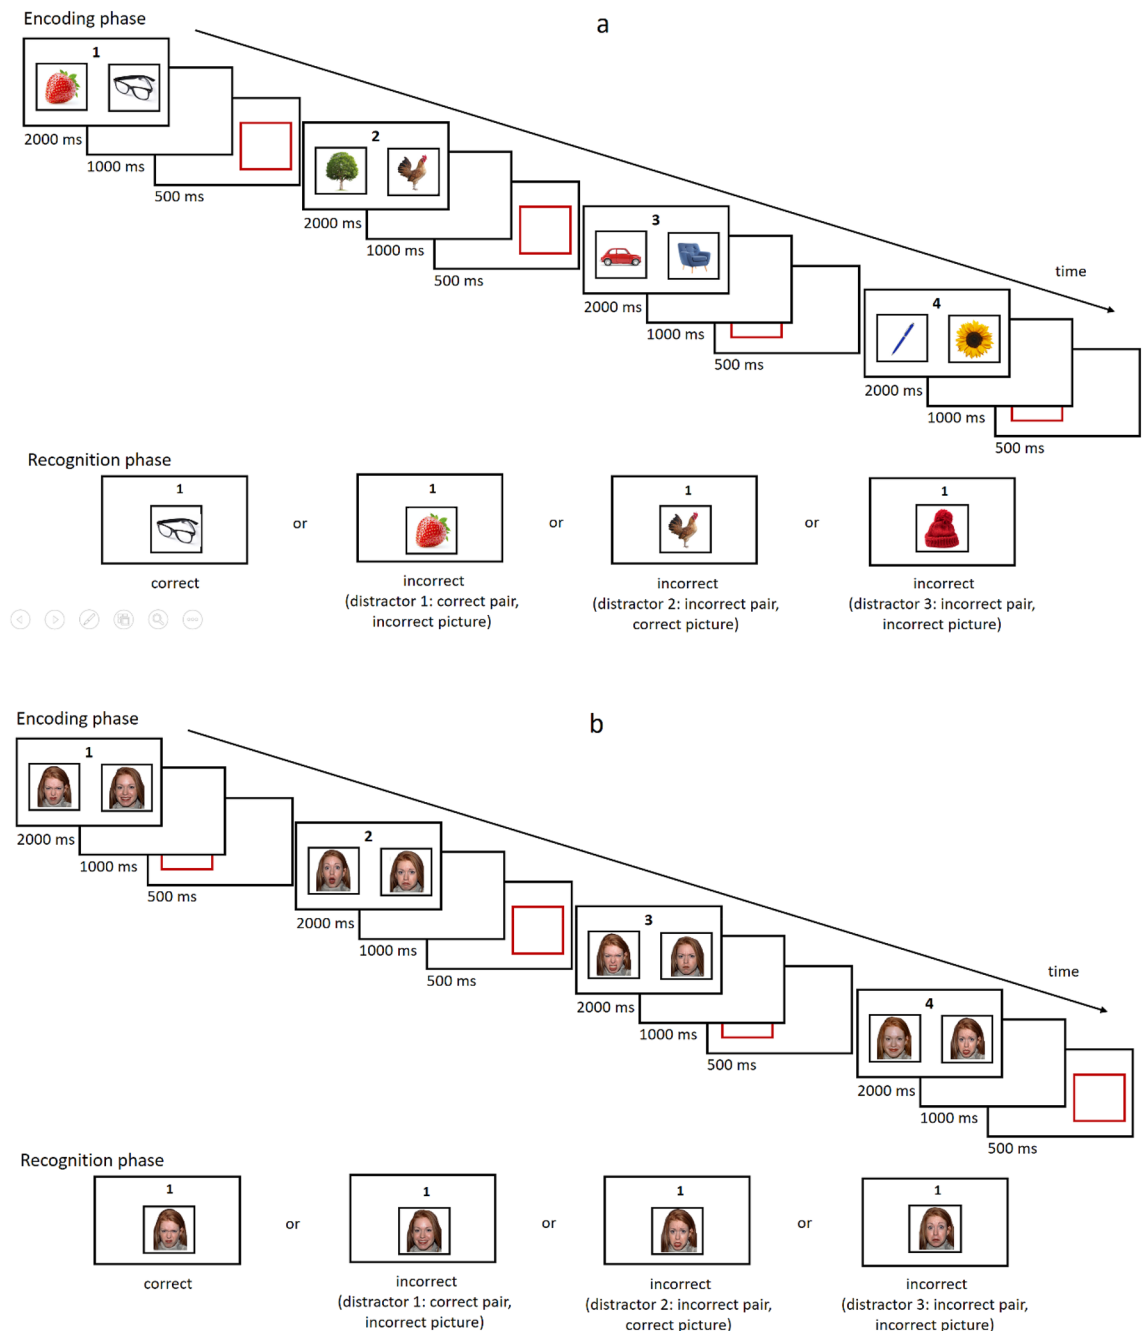 Encoding phase
a
1
2000 ms
1000 ms
500 ms
2
2000 ms
1000 ms
500 ms
3
2000 ms
1000 ms
500 ms
time
4
2000 ms
1000 ms
500 ms
Recognition phase
1
correct
or
1
incorrect
(distractor 1: correct pair,
incorrect picture)
or
1
incorrect
(distractor 2: incorrect pair,
correct picture)
or
1
incorrect
(distractor 3: incorrect pair,
incorrect picture)
Encoding phase
b
1
2000 ms
1000 ms
500 ms
2
2000 ms
1000 ms
500 ms
3
2000 ms
1000 ms
500 ms
time
4
2000 ms
1000 ms
500 ms
Recognition phase
1
correct
or
1
incorrect
(distractor 1: correct pair,
incorrect picture)
or
1
incorrect
(distractor 2: incorrect pair,
correct picture)
or
1
incorrect
(distractor 3: incorrect pair,
incorrect picture)